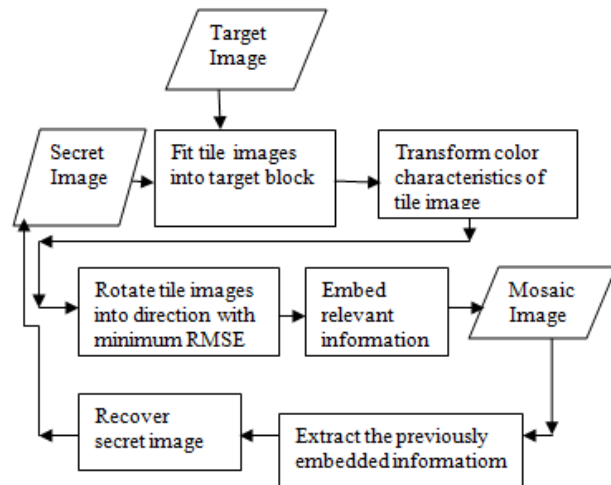 Target
Image
Secret
Image
Fit tile images
into target block
Transform color
characteristics of
tile image
Rotate tile images
into direction with
minimum RMSE
Embed
relevant
information
Mosaic
Image
Recover
secret image
Extract the previously
embedded informatiom